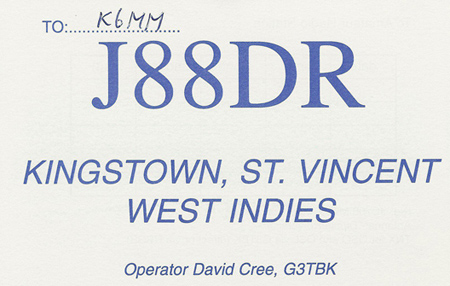 TO:.....K6MM.....
J88DR
KINGSTOWN, ST. VINCENT
WEST INDIES
Operator David Cree, G3TBK